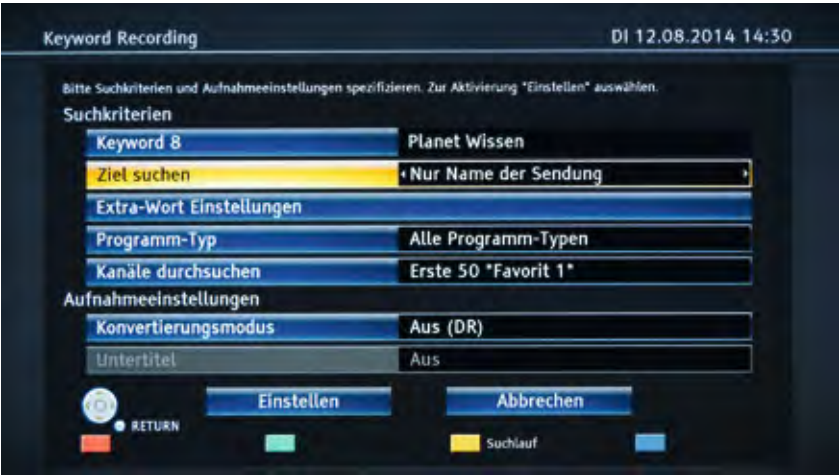 Keyword Recording DI 12.08.2014 14:30
Bitte Suchkriterien und Aufnahmeeinstellungen spezifizieren. Zur Aktivierung "Einstellen" auswählen.
Suchkriterien
Keyword 8 Planet Wissen
Ziel suchen Nur Name der Sendung
Extra-Wort Einstellungen
Programm-Typ Alle Programm-Typen
Kanäle durchsuchen Erste 50 "Favorit 1"
Aufnahmeeinstellungen
Konvertierungsmodus Aus (DR)
Untertitel Aus
Einstellen Abbrechen
RETURN
Suchlauf